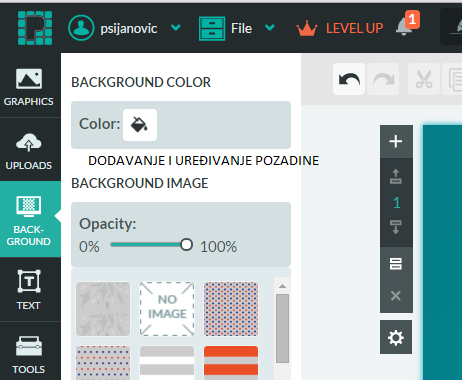 psijanovic
File
LEVEL UP
1
GRAPHICS
UPLOADS
BACK-
GROUND
TEXT
TOOLS
BACKGROUND COLOR
Color:
DODAVANJE I UREĐIVANJE POZADINE
BACKGROUND IMAGE
Opacity:
0% 100%
NO
IMAGE
1